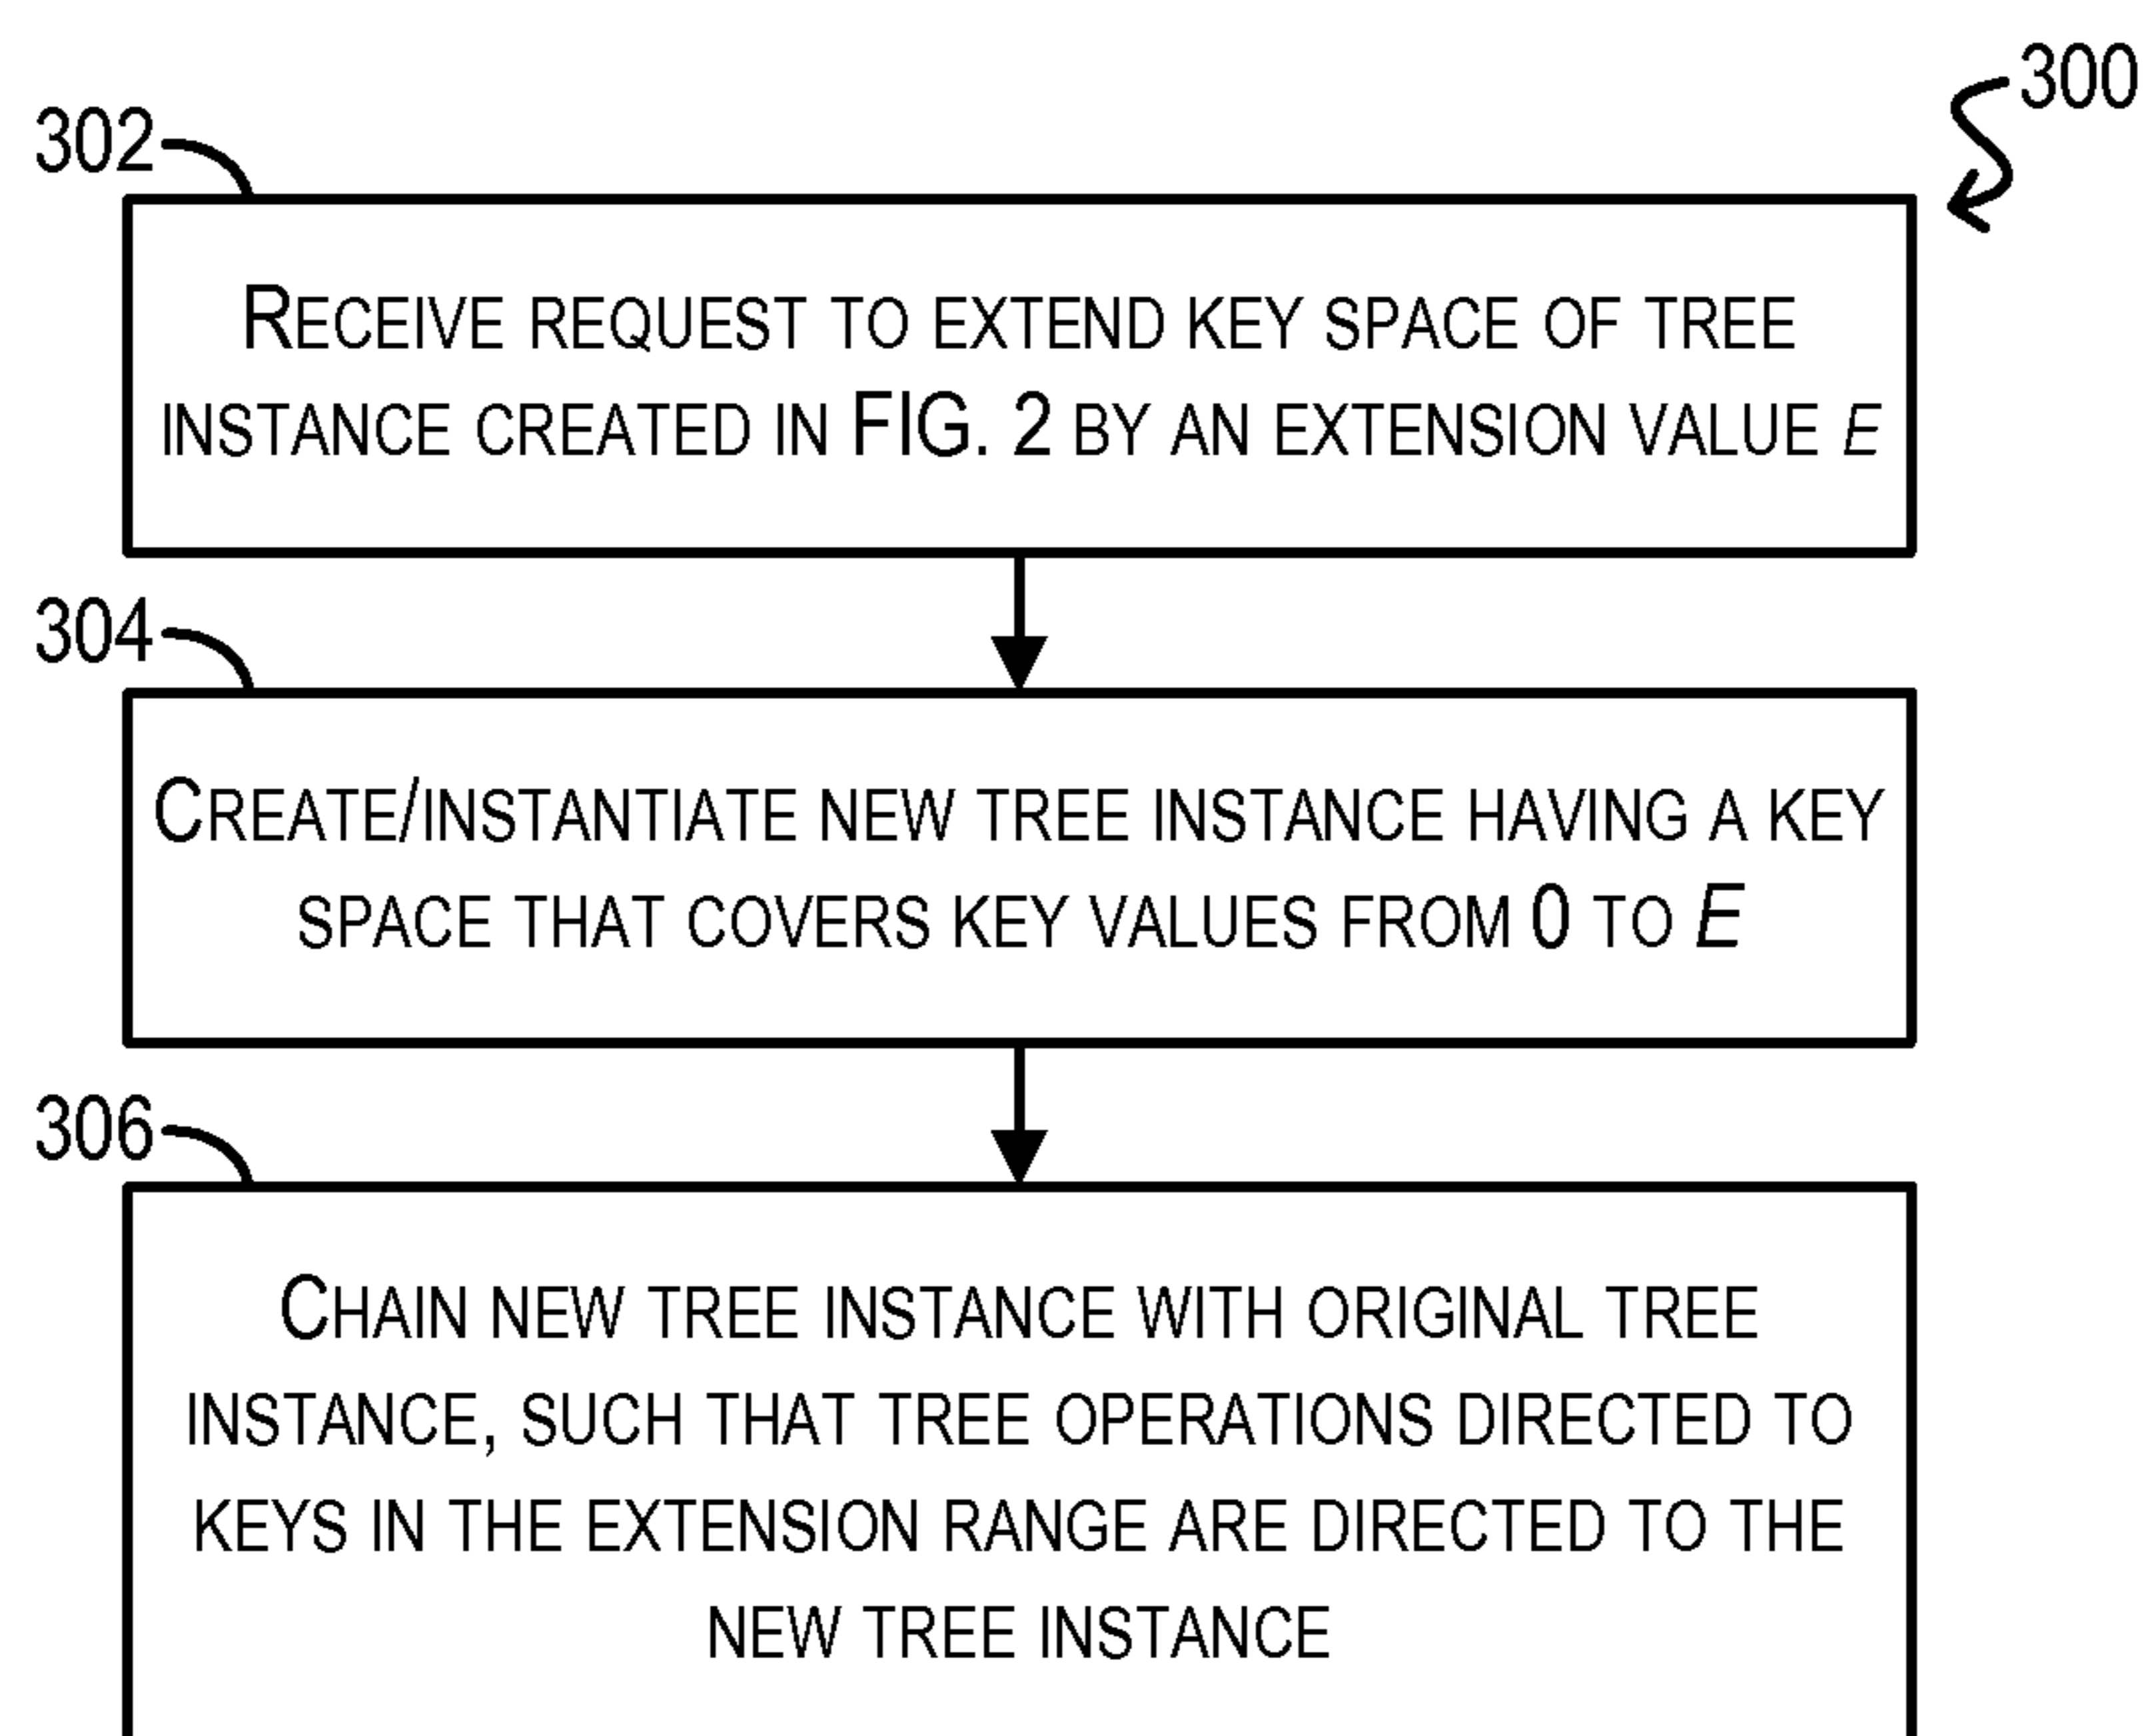 300
302
Receive request to extend key space of tree
instance created in FIG. 2 by an extension value E
304
Create/instantiate new tree instance having a key
space that covers key values from 0 to E
306
Chain new tree instance with original tree
instance, such that tree operations directed to
keys in the extension range are directed to the
new tree instance